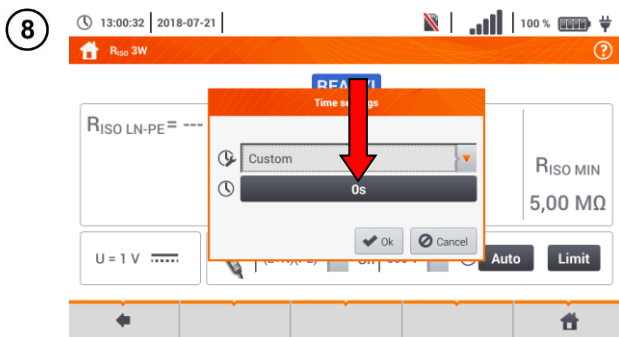 8
13:00:32 2018-07-21 100 %
RISO 3W ?
Time settings
RISO LN-PE= ---
Custom
0s
RISO MIN
5,00 MΩ
Ok Cancel
U = 1 V Auto Limit